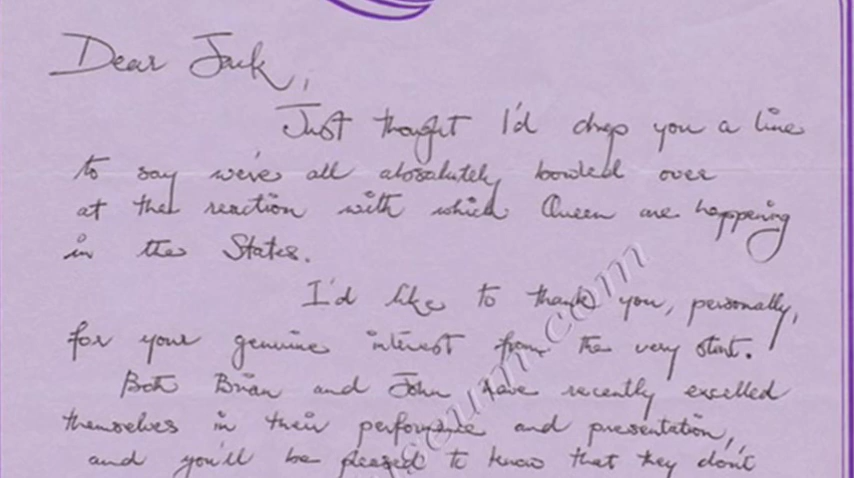 Dear Jack,
Just thought I'd drop you a line
to say we're all absolutely bowled over
at the reaction with which Queen are happening
in the States.
I'd like to thank you, personally,
for your genuine interest from the very start.
Both Brian and John have recently excelled
themselves in their performance and presentation,
and you'll be pleased to know that they don't
seum.com